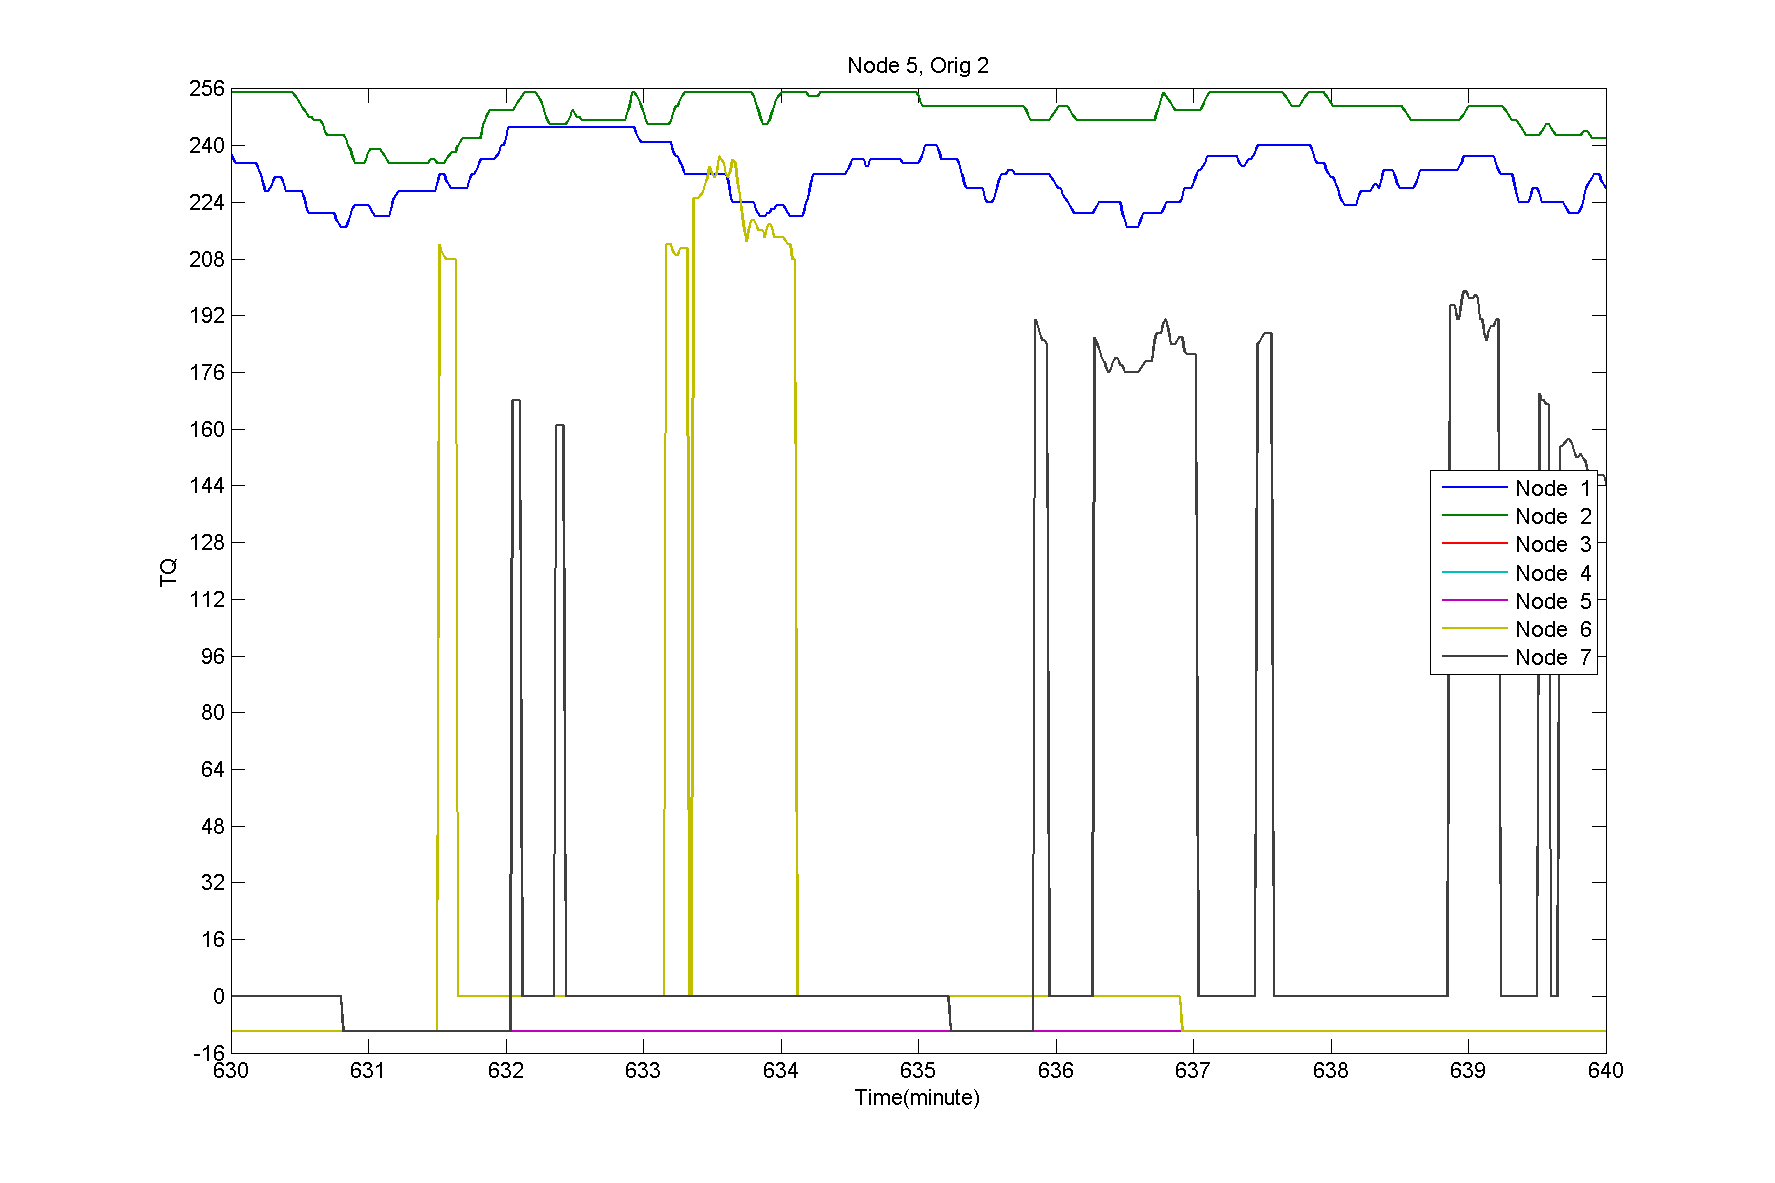 Node 5, Orig 2
256
240
224
208
192
176
160
144
128
112
96
80
64
48
32
16
0
-16
TQ
Node 1
Node 2
Node 3
Node 4
Node 5
Node 6
Node 7
630 631 632 633 634 635 636 637 638 639 640
Time(minute)